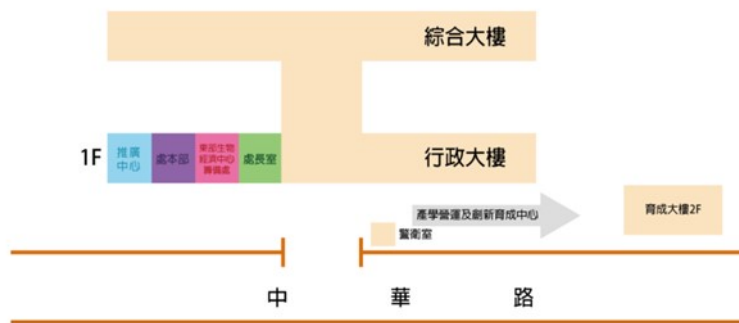 綜合大樓
1F
推廣
中心
處本部
東部生物
經濟中心
籌備處
處長室
行政大樓
產學營運及創新育成中心
育成大樓2F
警衛室
中 華 路